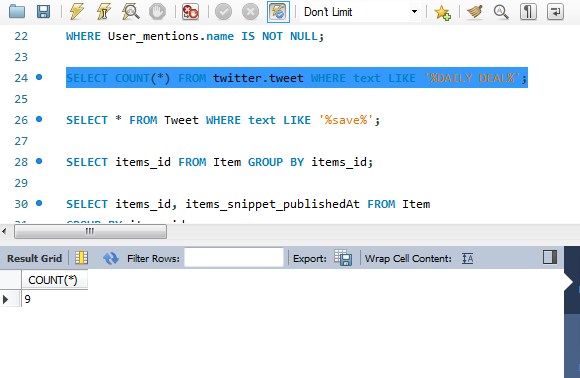 Don't Limit
22 WHERE User_mentions.name IS NOT NULL;
23
24 SELECT COUNT(*) FROM twitter.tweet WHERE text LIKE '%DAILY DEAL%';
25
26 SELECT * FROM Tweet WHERE text LIKE '%save%';
27
28 SELECT items_id FROM Item GROUP BY items_id;
29
30 SELECT items_id, items_snippet_publishedAt FROM Item
31 GROUP BY
Result Grid Filter Rows: Export: Wrap Cell Content:
COUNT(*)
9